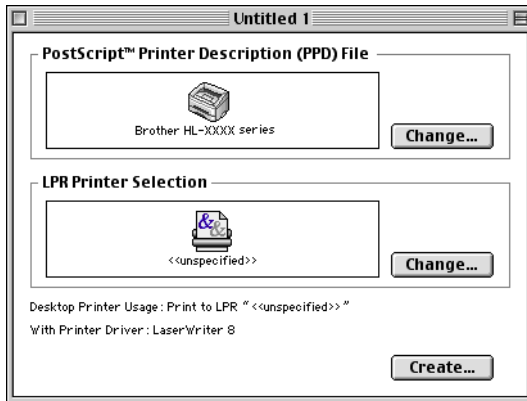 Untitled 1
PostScript™ Printer Description (PPD) File
Brother HL-XXXX series
Change...
LPR Printer Selection
<<unspecified>>
Change...
Desktop Printer Usage: Print to LPR "<<unspecified>>"
With Printer Driver: LaserWriter 8
Create...